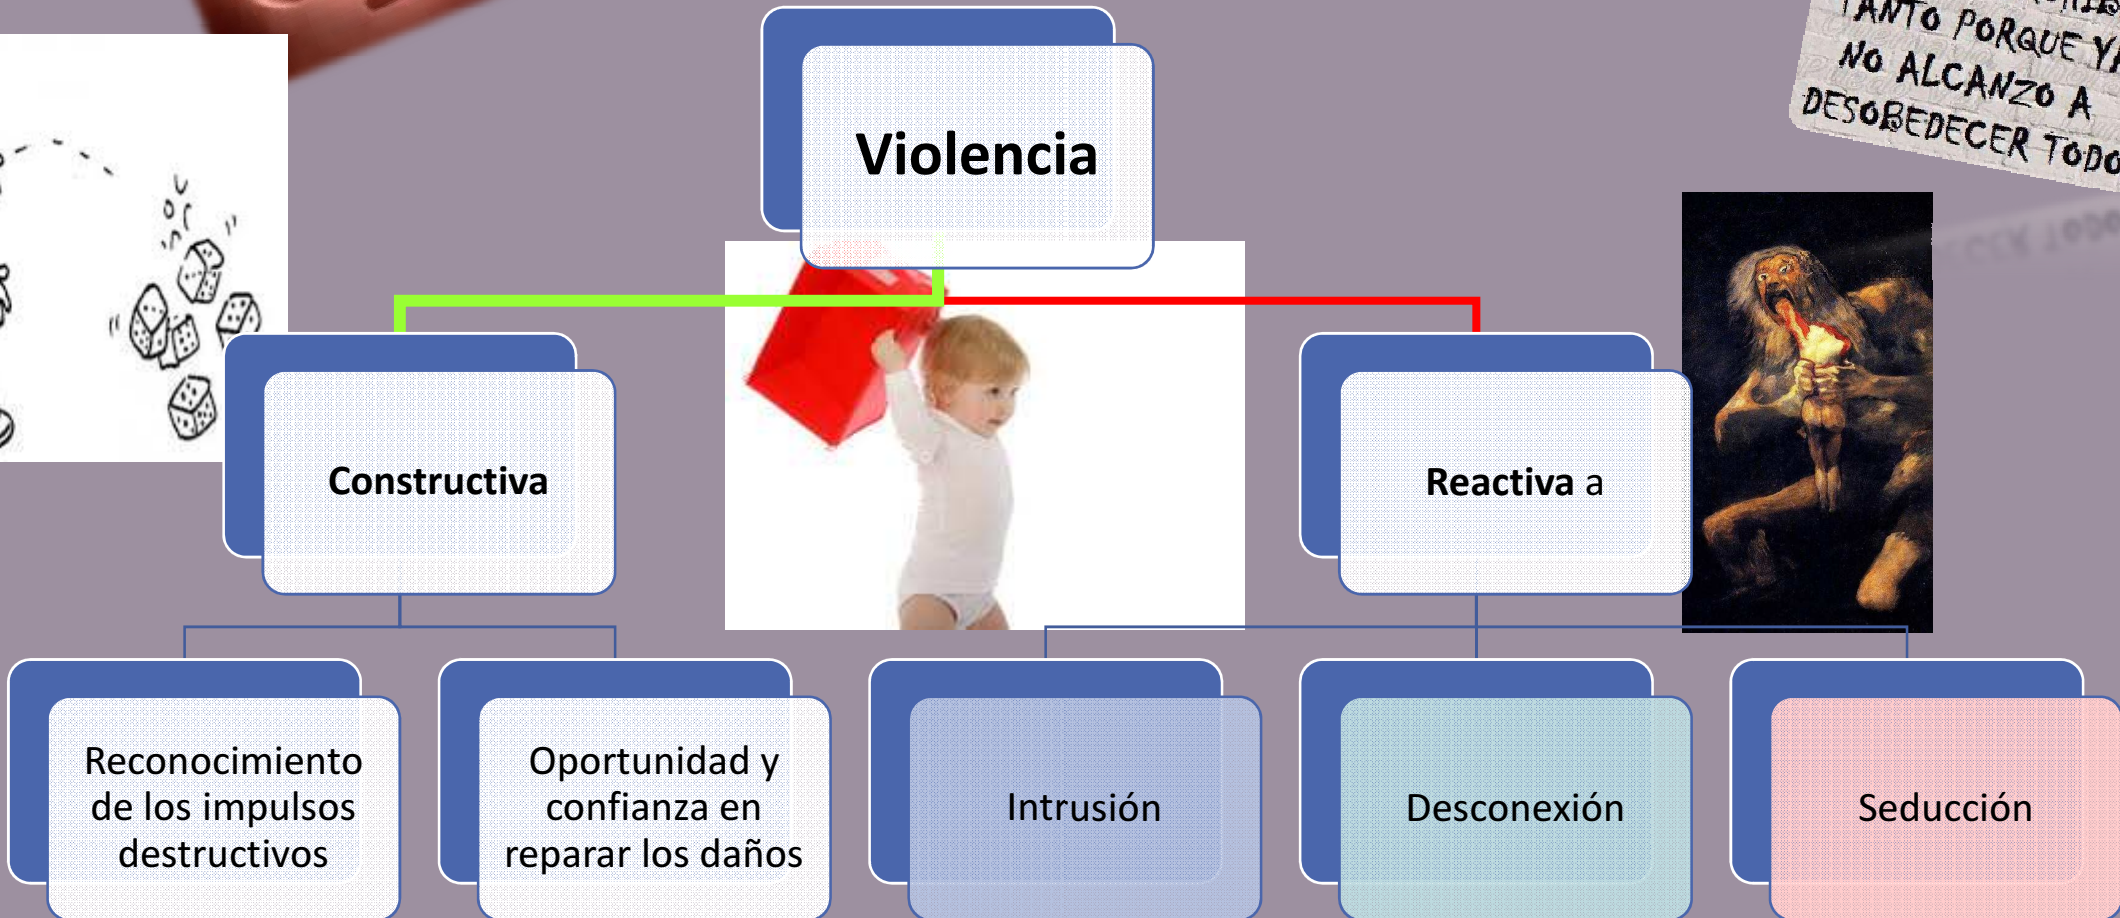 TANTO PORQUE YA
NO ALCANZO A
DESOBEDECER TODO
Violencia
Constructiva
Reactiva a
Reconocimiento
de los impulsos
destructivos
Oportunidad y
confianza en
reparar los daños
Intrusión
Desconexión
Seducción